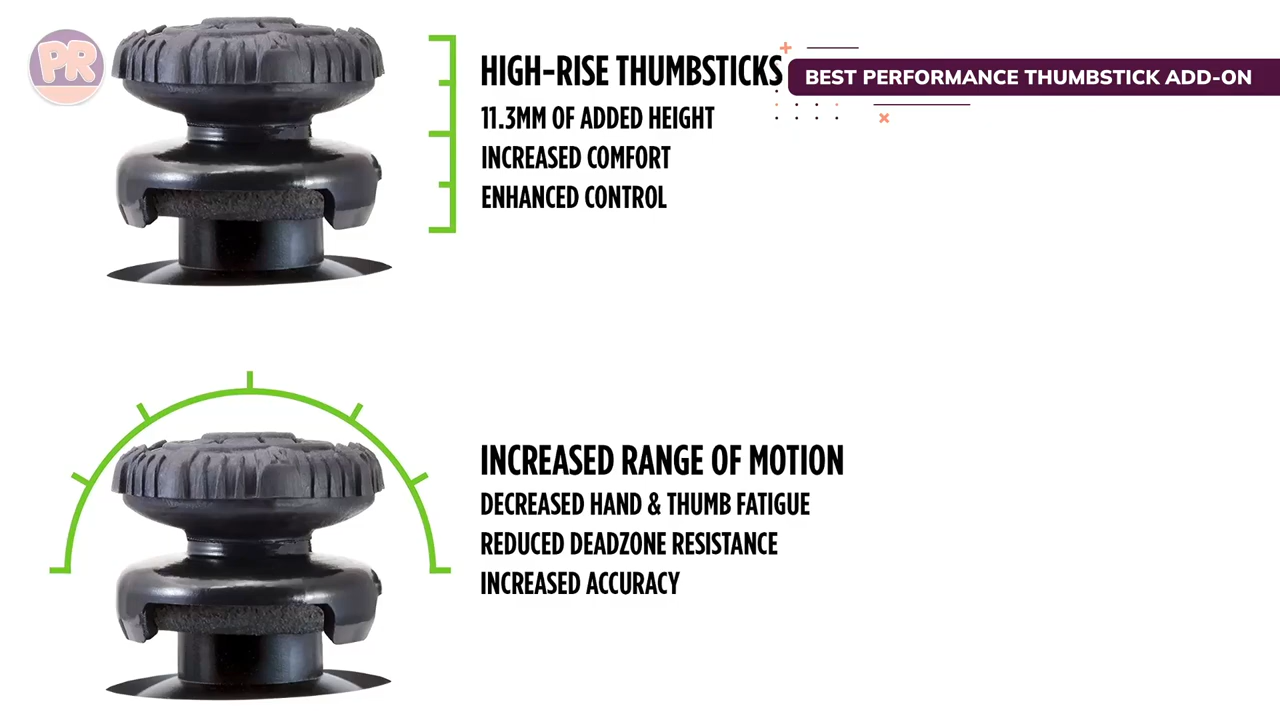 PR
HIGH-RISE THUMBSTICKS
BEST PERFORMANCE THUMBSTICK ADD-ON
11.3MM OF ADDED HEIGHT
INCREASED COMFORT
ENHANCED CONTROL
INCREASED RANGE OF MOTION
DECREASED HAND & THUMB FATIGUE
REDUCED DEADZONE RESISTANCE
INCREASED ACCURACY